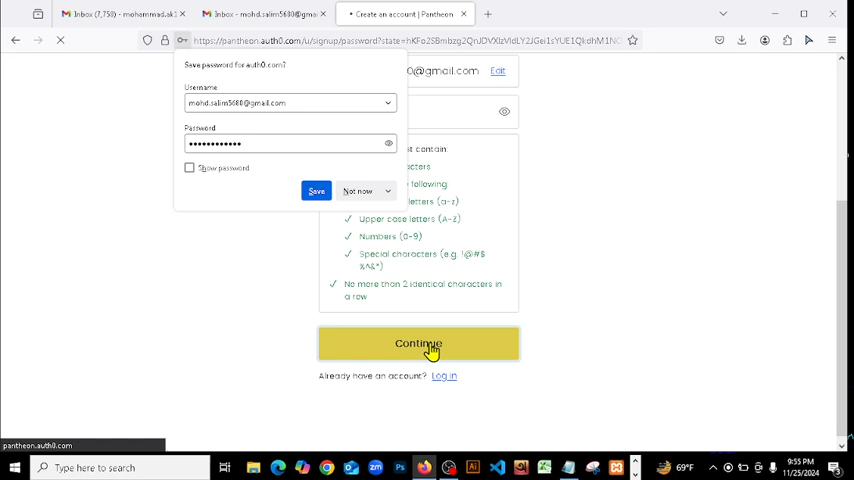 Inbox (7,750) - mohammad.ak1
Inbox - mohd.salim5680@gmai
Create an account | Pantheon
https://pantheon.auth0.com/u/signup/password?state=
Save password for auth0.com?
Username
mohd.salim5680@gmail.com
Password
••••••••••••
Show password
Save
Not now
0@gmail.com
Edit
st contain:
racters
e following:
letters (a-z)
Upper case letters (A-Z)
Numbers (0-9)
Special characters (e.g. !@#$
%^&*)
No more than 2 identical characters in
a row
Continue
Already have an account? Log in
pantheon.auth0.com
Type here to search
69°F
9:55 PM
11/25/2024